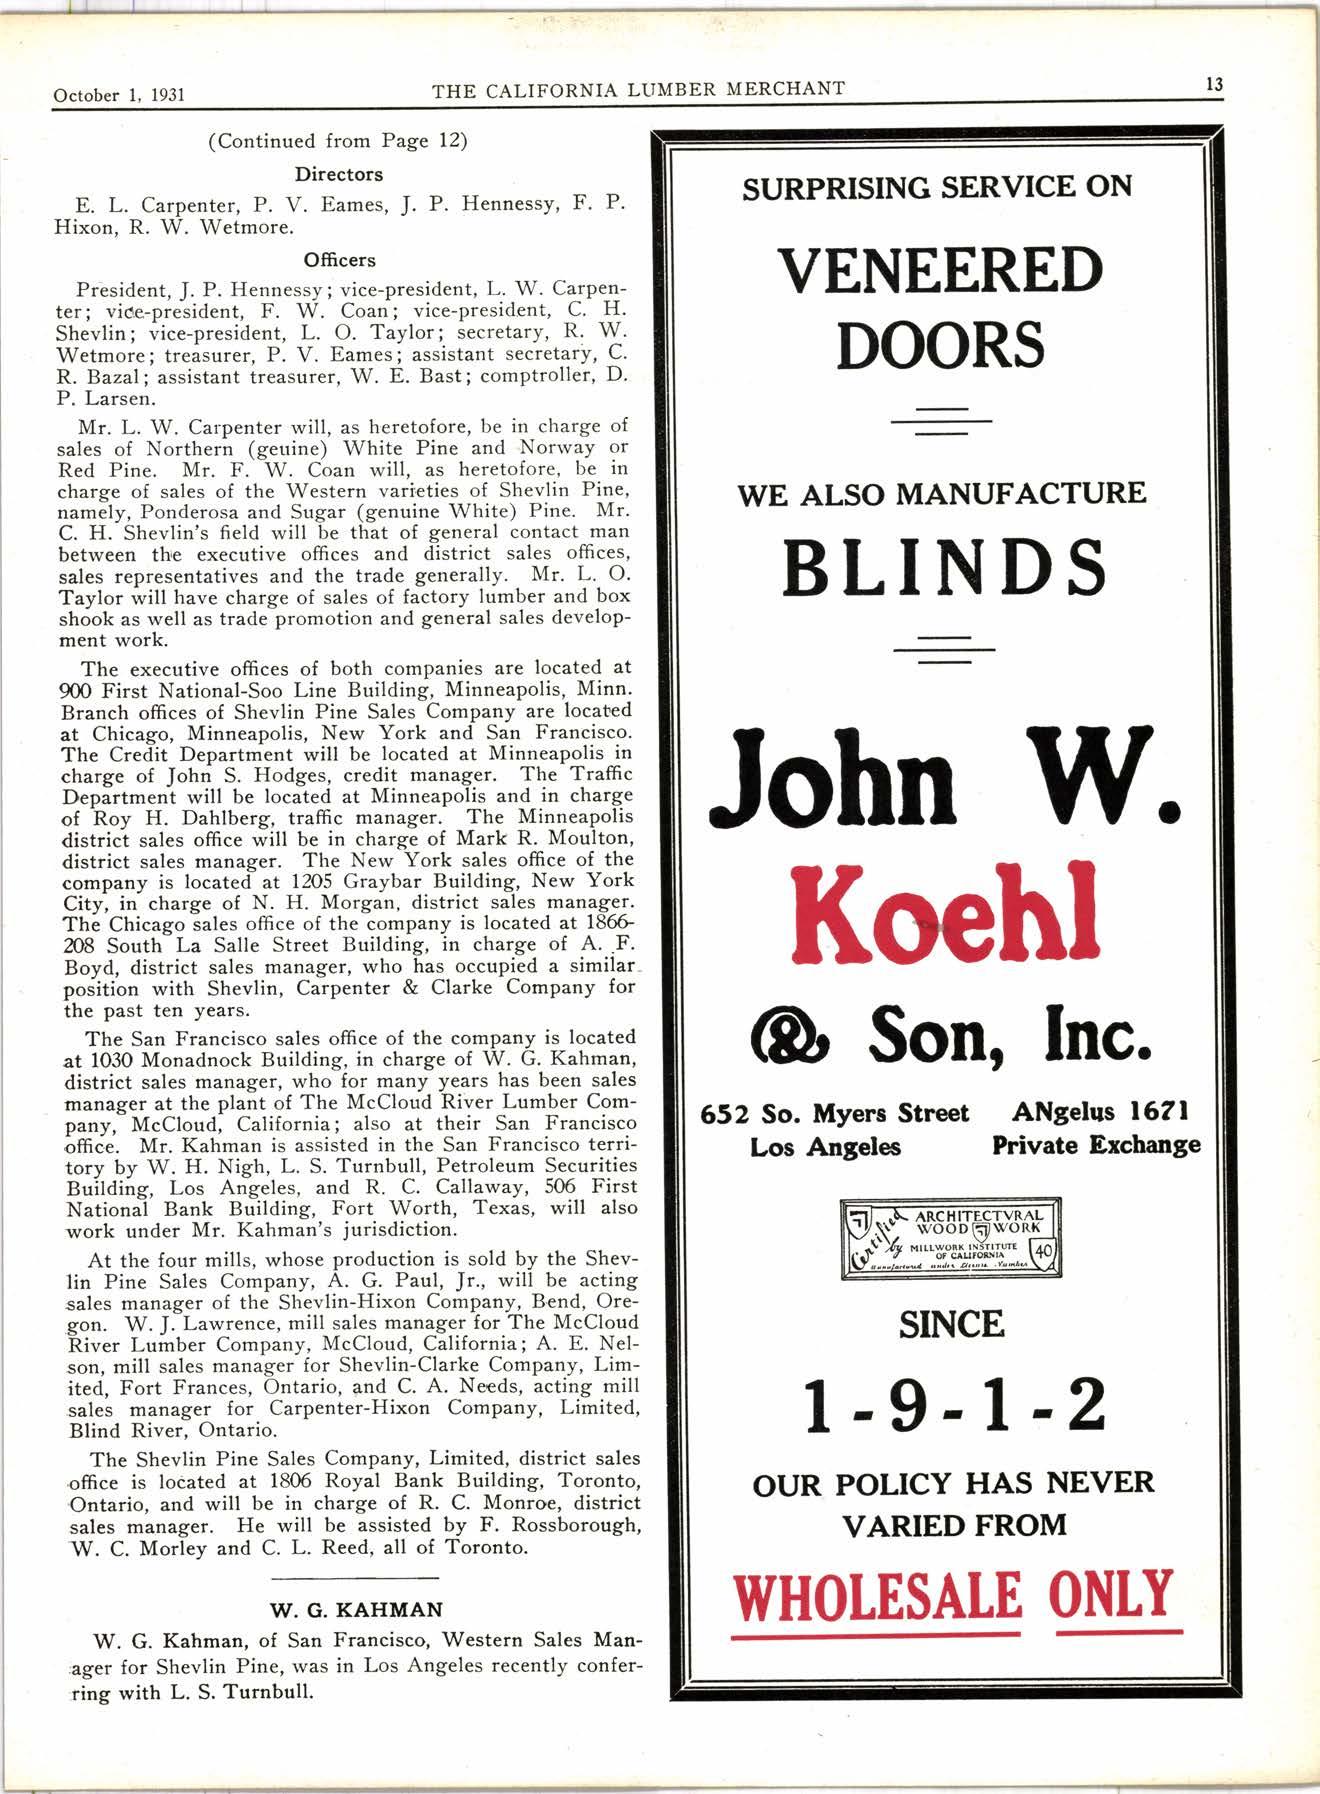 October 1, 1931
THE CALIFORNIA LUMBER MERCHANT
13
(Continued from Page 12)
Directors
E. L. Carpenter, P. V. Eames, J. P. Hennessy, F. P.
Hixon, R. W. Wetmore.
Officers
President, J. P. Hennessy; vice-president, L. W. Carpen-
ter; vice-president, F. W. Coan; vice-president, C. H.
Shevlin; vice-president, L. O. Taylor; secretary, R. W.
Wetmore; treasurer, P. V. Eames; assistant secretary, C.
R. Bazal; assistant treasurer, W. E. Bast; comptroller, D.
P. Larsen.
Mr. L. W. Carpenter will, as heretofore, be in charge of
sales of Northern (geuine) White Pine and Norway or
Red Pine. Mr. F. W. Coan will, as heretofore, be in
charge of sales of the Western varieties of Shevlin Pine,
namely, Ponderosa and Sugar (genuine White) Pine. Mr.
C. H. Shevlin's field will be that of general contact man
between the executive offices and district sales offices,
sales representatives and the trade generally. Mr. L. O.
Taylor will have charge of sales of factory lumber and box
shook as well as trade promotion and general sales develop-
ment work.
The executive offices of both companies are located at
900 First National-Soo Line Building, Minneapolis, Minn.
Branch offices of Shevlin Pine Sales Company are located
at Chicago, Minneapolis, New York and San Francisco.
The Credit Department will be located at Minneapolis in
charge of John S. Hodges, credit manager. The Traffic
Department will be located at Minneapolis and in charge
of Roy H. Dahlberg, traffic manager. The Minneapolis
district sales office will be in charge of Mark R. Moulton,
district sales manager. The New York sales office of the
company is located at 1205 Graybar Building, New York
City, in charge of N. H. Morgan, district sales manager.
The Chicago sales office of the company is located at 1866-
208 South La Salle Street Building, in charge of A. F.
Boyd, district sales manager, who has occupied a similar
position with Shevlin, Carpenter & Clarke Company for
the past ten years.
The San Francisco sales office of the company is located
at 1030 Monadnock Building, in charge of W. G. Kahman,
district sales manager, who for many years has been sales
manager at the plant of The McCloud River Lumber Com-
pany, McCloud, California; also at their San Francisco
office. Mr. Kahman is assisted in the San Francisco terri-
tory by W. H. Nigh, L. S. Turnbull, Petroleum Securities
Building, Los Angeles, and R. C. Callaway, 506 First
National Bank Building, Fort Worth, Texas, will also
work under Mr. Kahman's jurisdiction.
At the four mills, whose production is sold by the Shev-
lin Pine Sales Company, A. G. Paul, Jr., will be acting
sales manager of the Shevlin-Hixon Company, Bend, Ore-
gon. W. J. Lawrence, mill sales manager for The McCloud
River Lumber Company, McCloud, California; A. E. Nel-
son, mill sales manager for Shevlin-Clarke Company, Lim-
ited, Fort Frances, Ontario, and C. A. Needs, acting mill
sales manager for Carpenter-Hixon Company, Limited,
Blind River, Ontario.
The Shevlin Pine Sales Company, Limited, district sales
office is located at 1806 Royal Bank Building, Toronto,
Ontario, and will be in charge of R. C. Monroe, district
sales manager. He will be assisted by F. Rossborough,
W. C. Morley and C. L. Reed, all of Toronto.
W. G. KAHMAN
W. G. Kahman, of San Francisco, Western Sales Man-
ager for Shevlin Pine, was in Los Angeles recently confer-
ring with L. S. Turnbull.
SURPRISING SERVICE ON
VENEERED
DOORS
WE ALSO MANUFACTURE
BLINDS
John W.
Koehl
& Son, Inc.
652 So. Myers Street
Los Angeles
ANgelus 1671
Private Exchange
Certified
by
ARCHITECTVRAL
WOOD WORK
MILLWORK INSTITUTE
OF CALIFORNIA
Manufactured under License Number
40
SINCE
1-9-1-2
OUR POLICY HAS NEVER
VARIED FROM
WHOLESALE ONLY